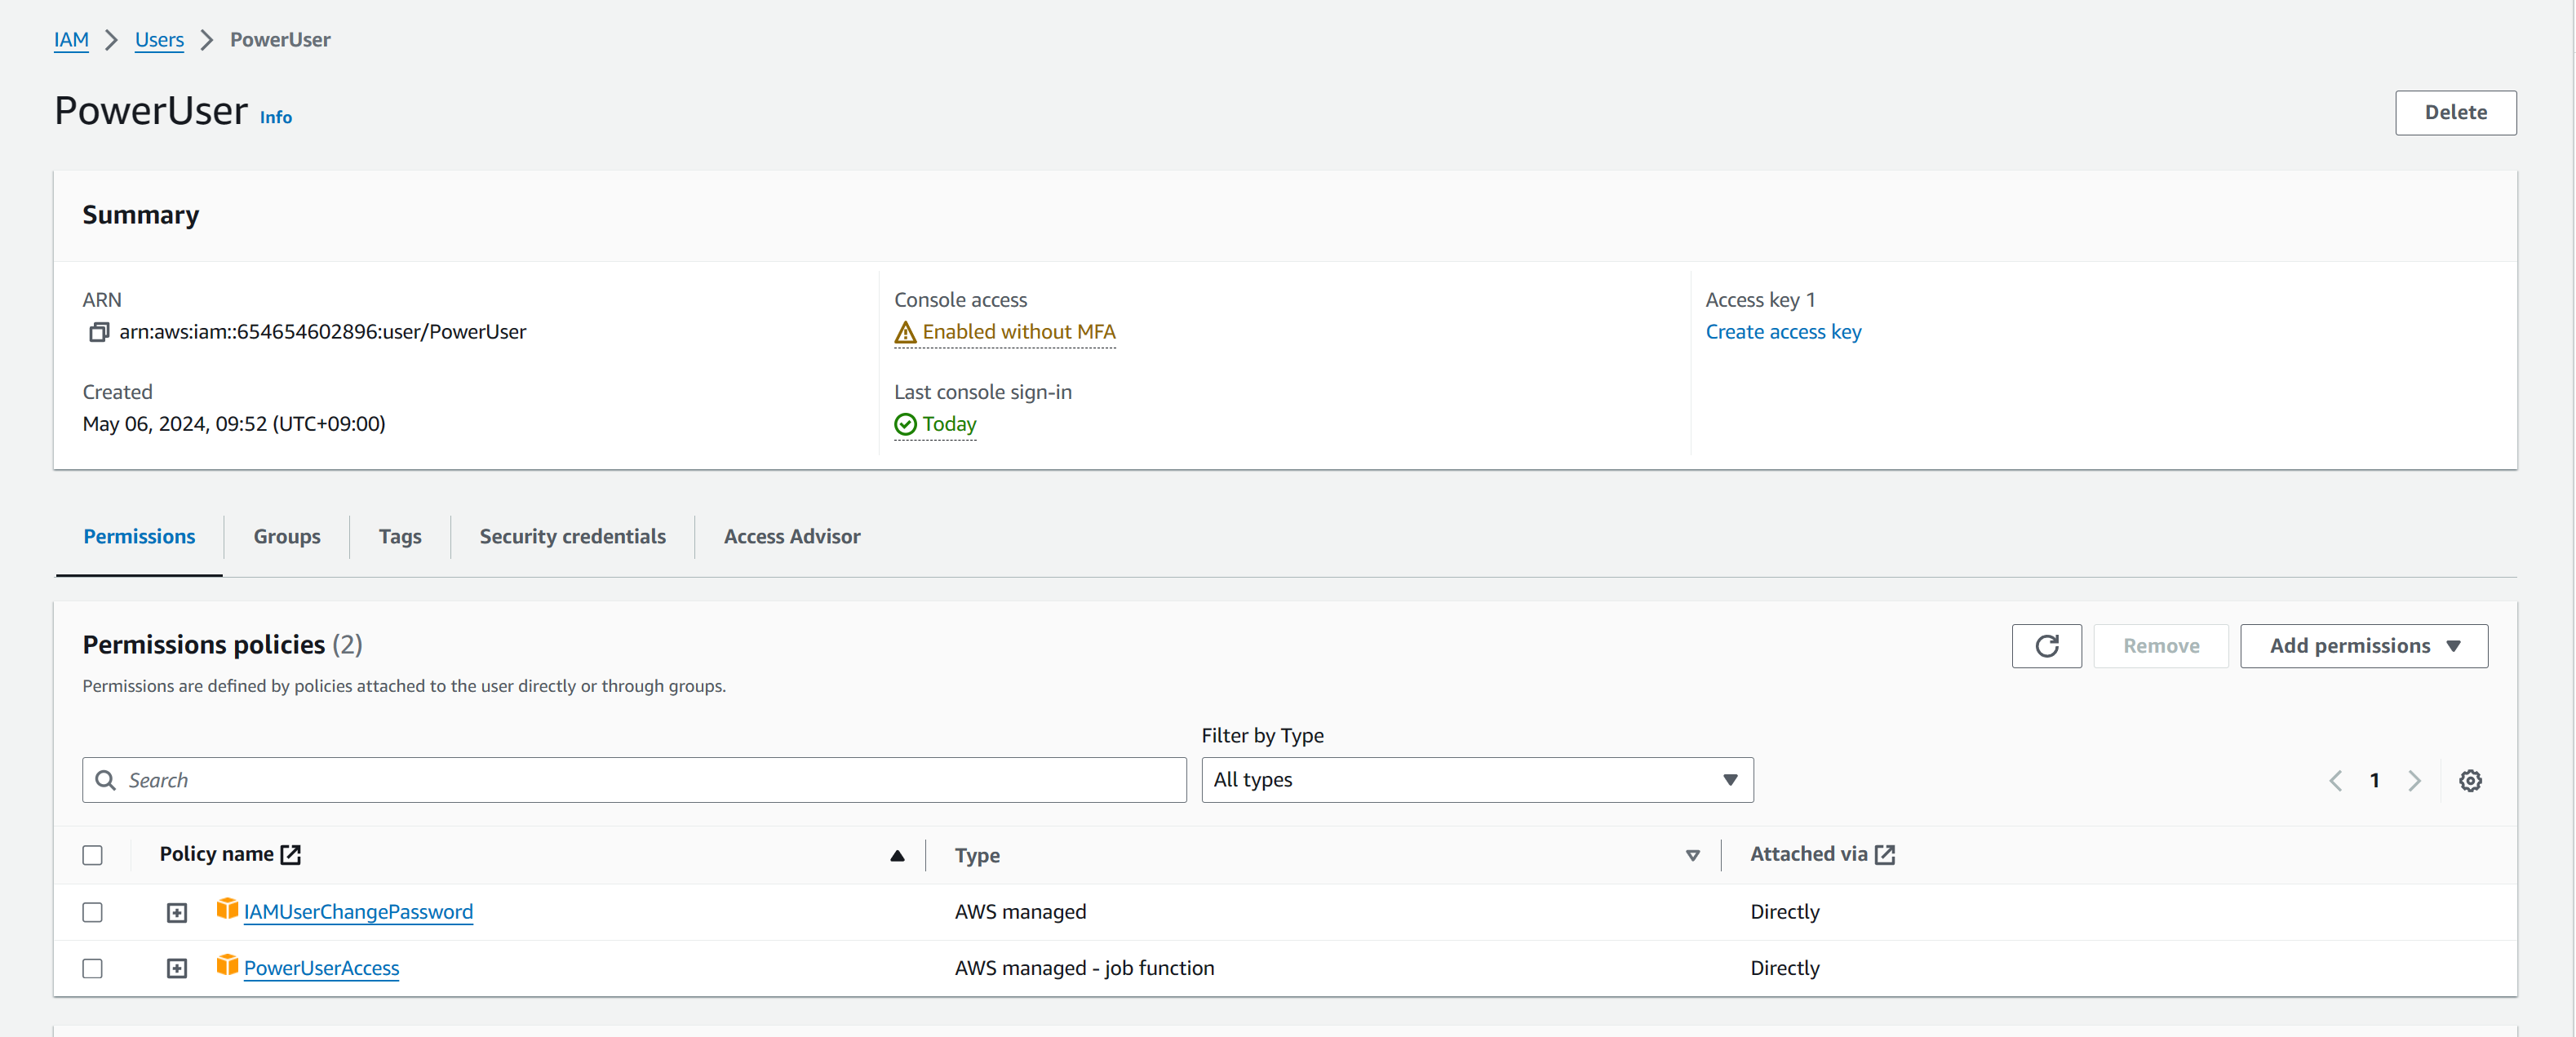 IAM > Users > PowerUser
PowerUser Info
Delete
Summary
ARN
arn:aws:iam::654654602896:user/PowerUser
Created
May 06, 2024, 09:52 (UTC+09:00)
Console access
Enabled without MFA
Last console sign-in
Today
Access key 1
Create access key
Permissions Groups Tags Security credentials Access Advisor
Permissions policies (2)
Permissions are defined by policies attached to the user directly or through groups.
Remove
Add permissions
Filter by Type
Search
All types
1
Policy name Type Attached via
IAMUserChangePassword AWS managed Directly
PowerUserAccess AWS managed - job function Directly